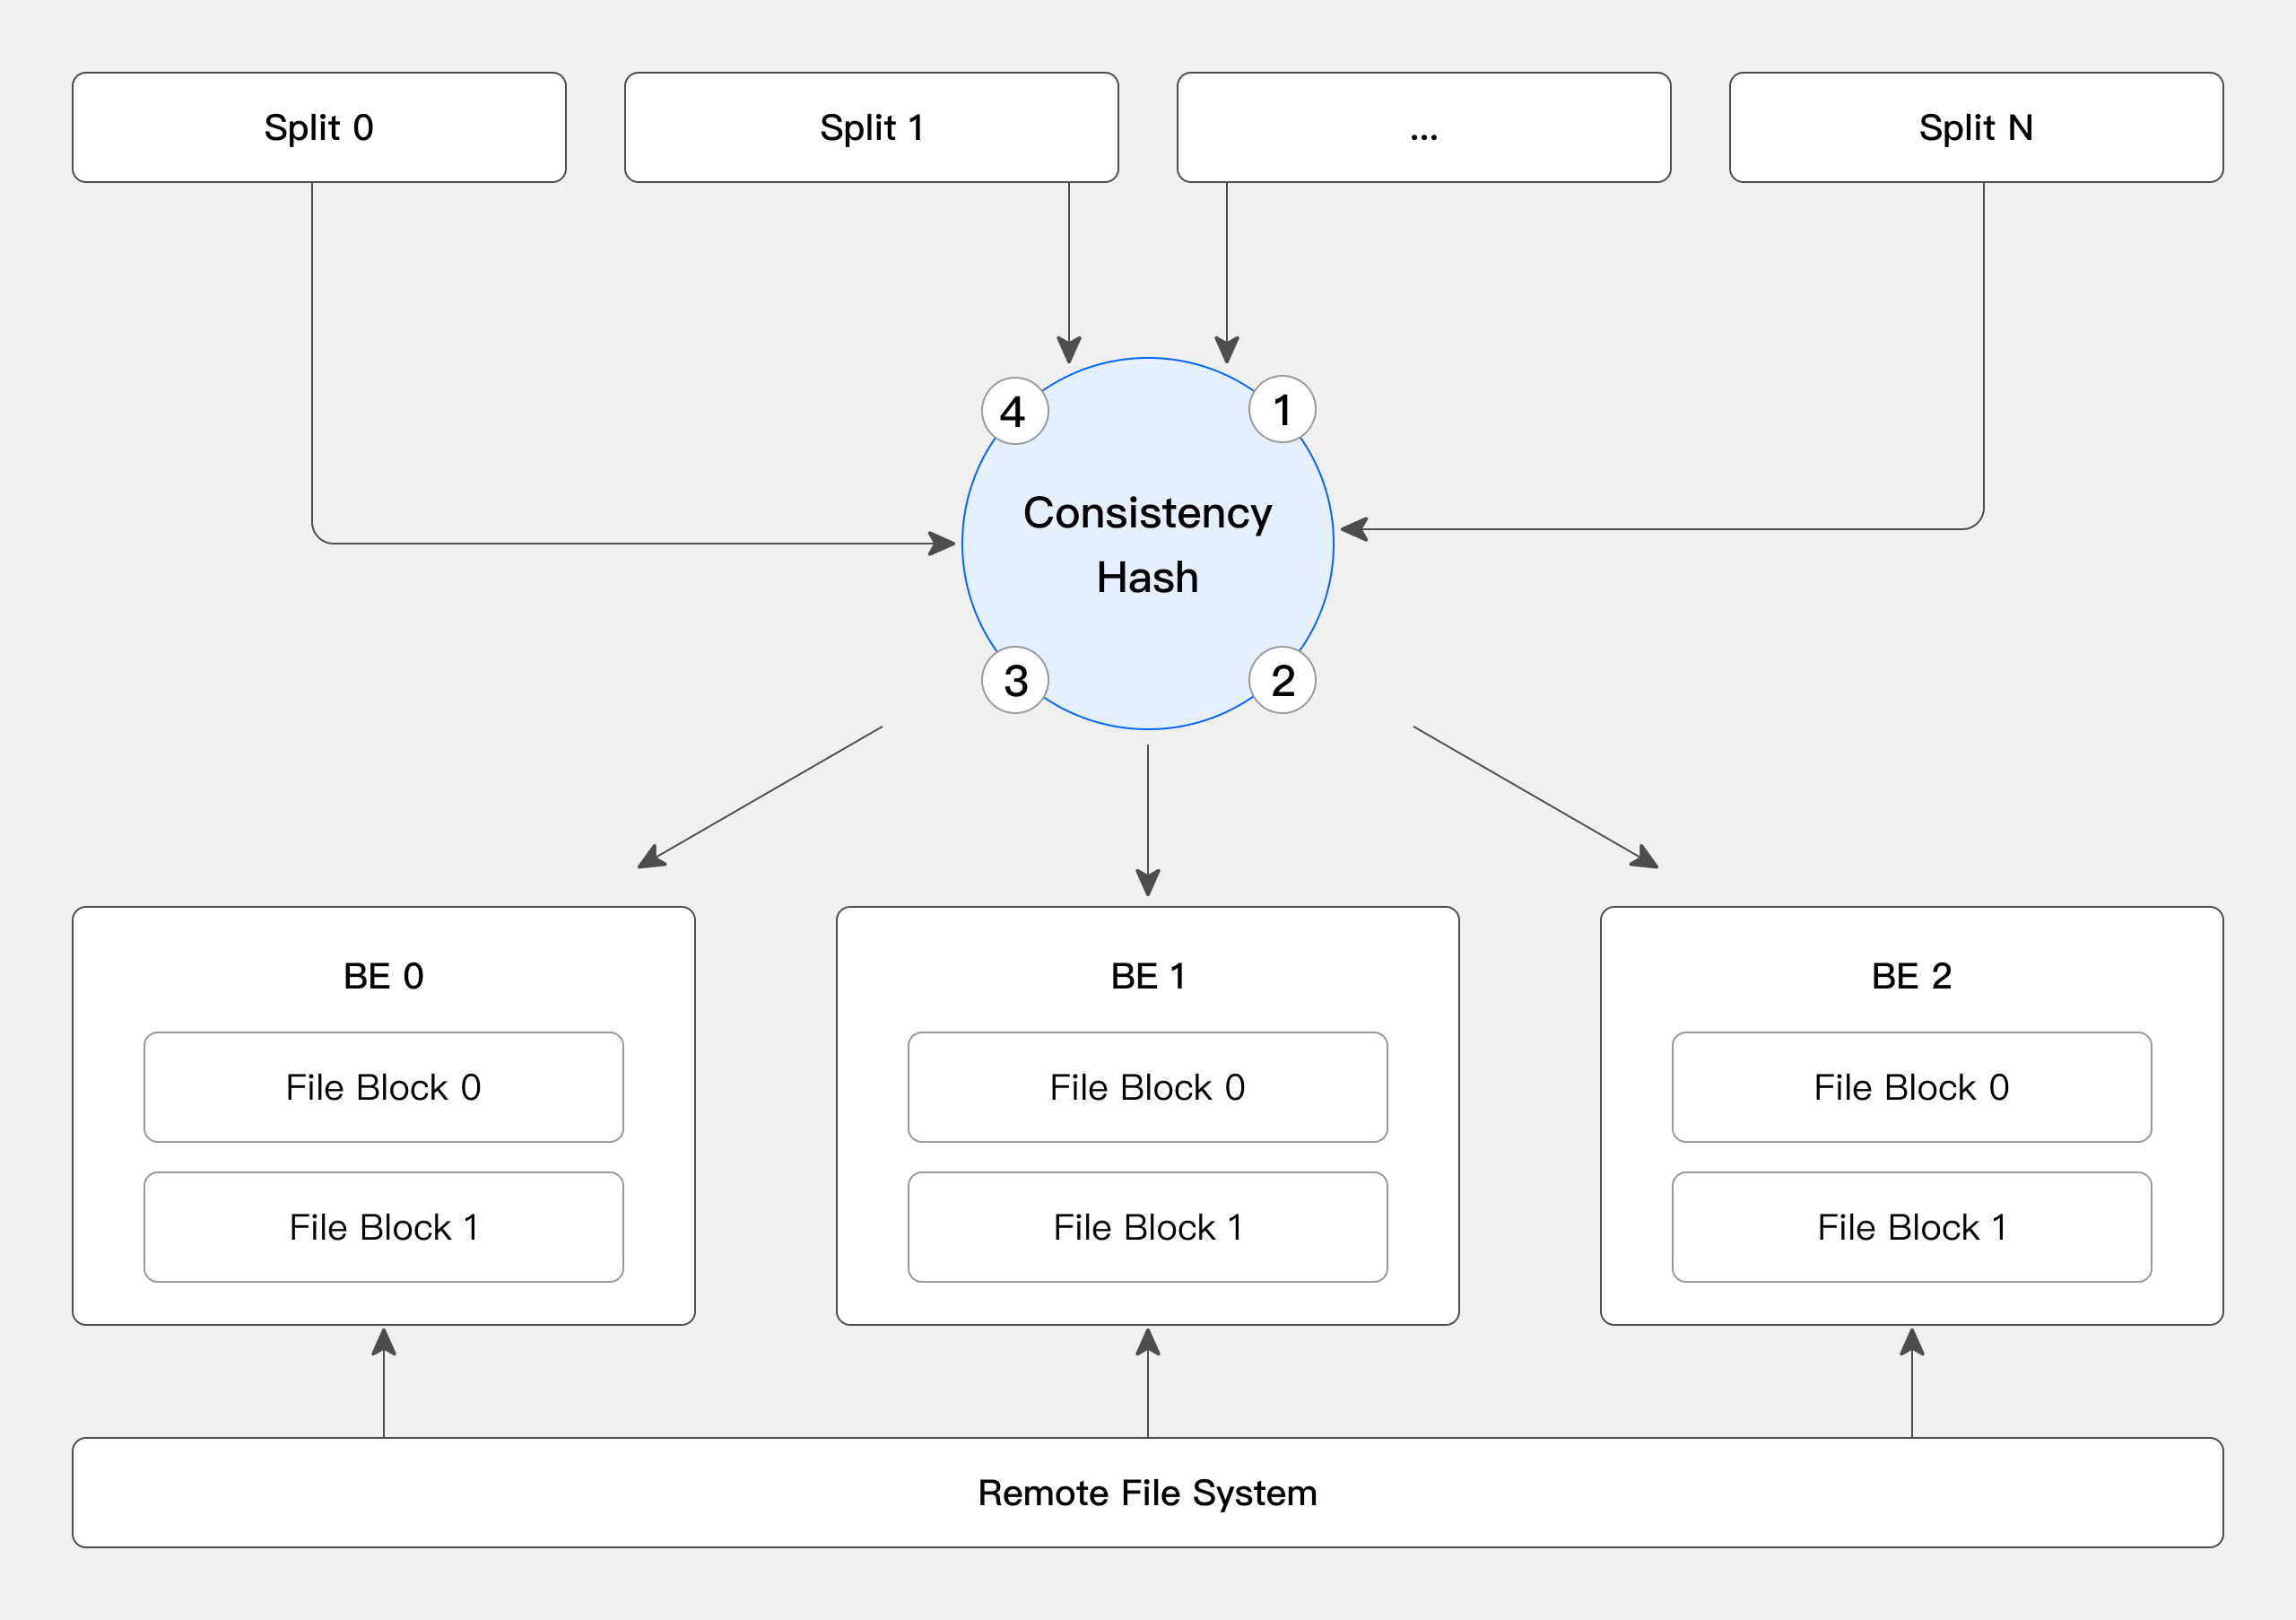 Split 0
Split 1
...
Split N
4
1
Consistency
Hash
3
2
BE 0
BE 1
BE 2
File Block 0
File Block 0
File Block 0
File Block 1
File Block 1
File Block 1
Remote File System